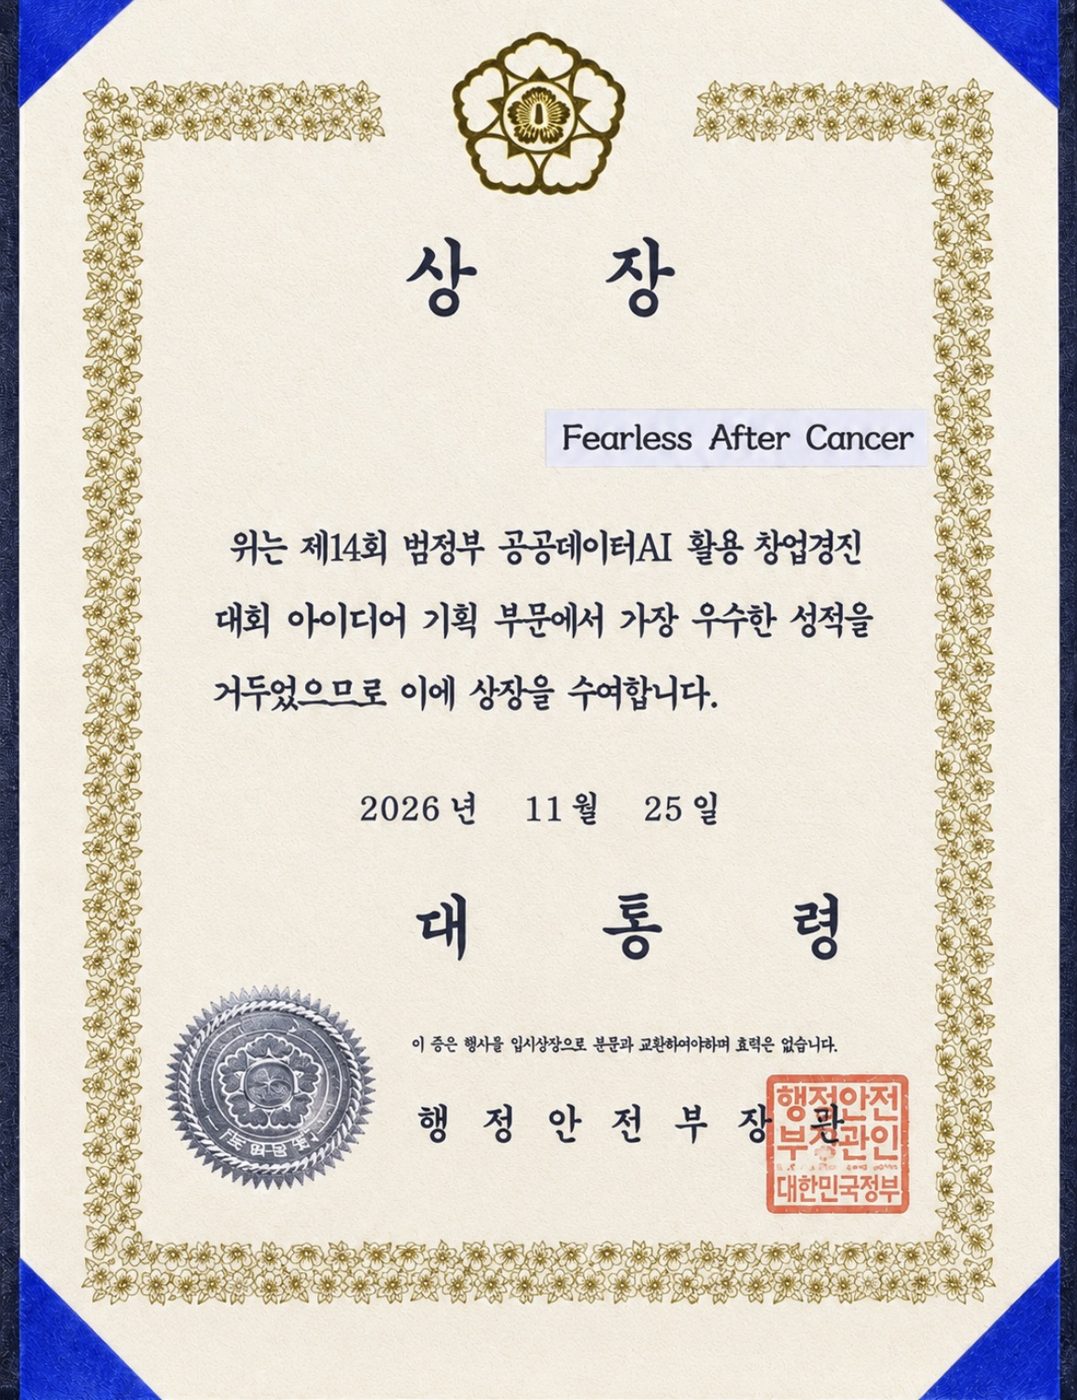 상 장
Fearless After Cancer
위는 제14회 범정부 공공데이터AI 활용 창업경진
대회 아이디어 기획 부문에서 가장 우수한 성적을
거두었으므로 이에 상장을 수여합니다.
2026 년 11 월 25 일
대 통 령
이 증은 행사를 입시상장으로 분문과 교환하여야하며 효력은 없습니다.
행 정 안 전 부 장 관
행정안전
부장관인
대한민국정부